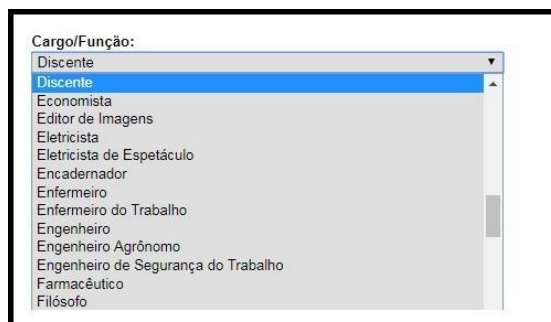 Cargo/Função:
Discente
Discente
Economista
Editor de Imagens
Eletricista
Eletricista de Espetáculo
Encadernador
Enfermeiro
Enfermeiro do Trabalho
Engenheiro
Engenheiro Agrônomo
Engenheiro de Segurança do Trabalho
Farmacêutico
Filósofo